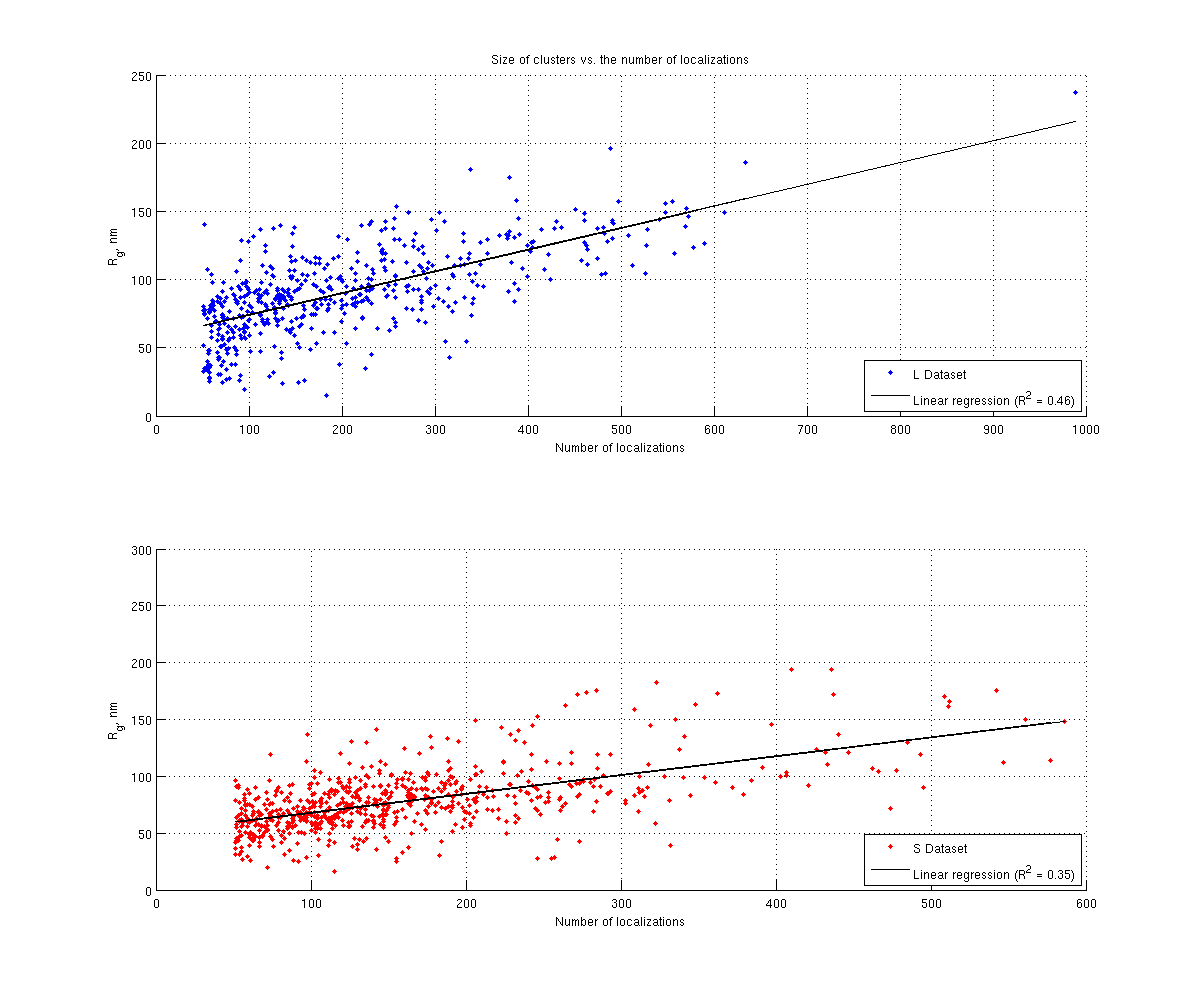 Size of clusters vs. the number of localizations
250
200
150
100
50
0
R_g, nm
0 100 200 300 400 500 600 700 800 900 1000
Number of localizations
L Dataset
Linear regression (R^2 = 0.46)
300
250
200
150
100
50
0
R_g, nm
0 100 200 300 400 500 600
Number of localizations
S Dataset
Linear regression (R^2 = 0.35)